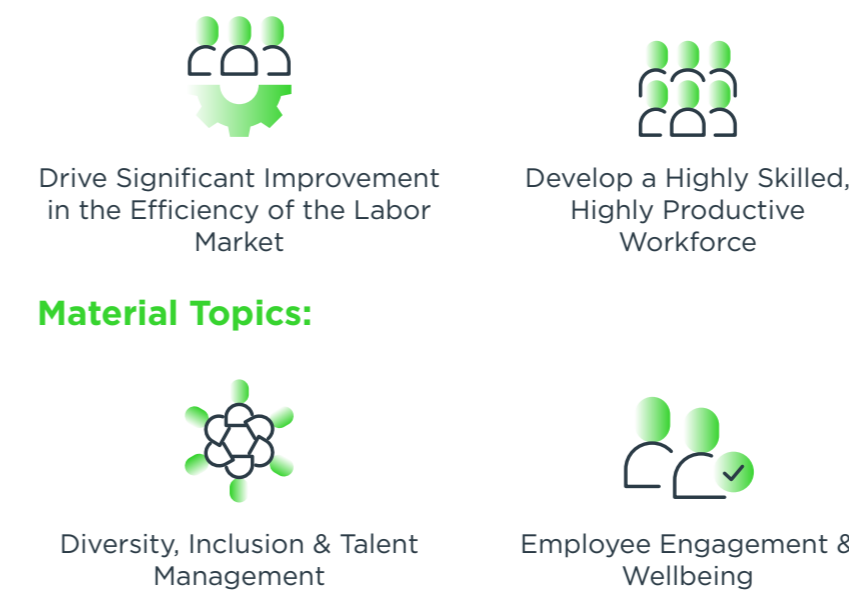 Drive Significant Improvement
in the Efficiency of the Labor
Market
Develop a Highly Skilled,
Highly Productive
Workforce
Material Topics:
Diversity, Inclusion & Talent
Management
Employee Engagement &
Wellbeing